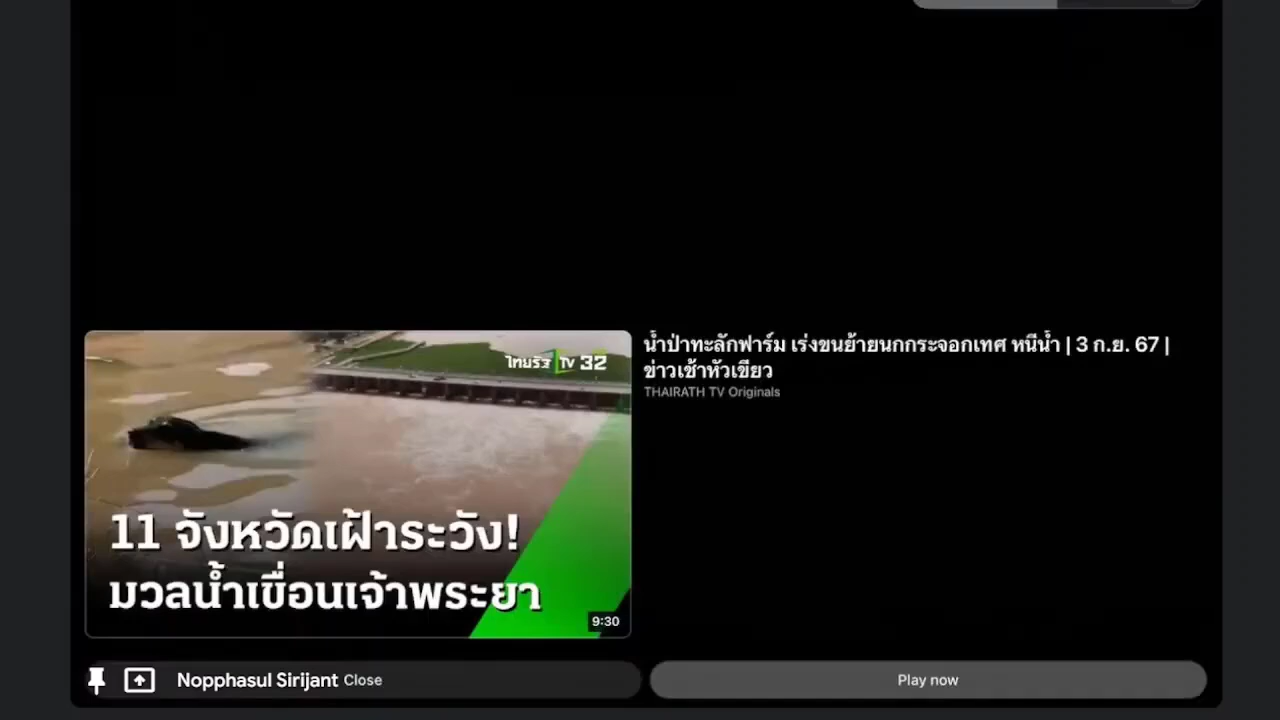 ไทยรัฐ TV 32
11 จังหวัดเฝ้าระวัง!
มวลน้ำเขื่อนเจ้าพระยา
9:30
น้ำป่าทะลักฟาร์ม เร่งขนย้ายนกกระจอกเทศ หนีน้ำ | 3 ก.ย. 67 |
ข่าวเช้าหัวเขียว
THAIRATH TV Originals
Nopphasul Sirijant Close
Play now